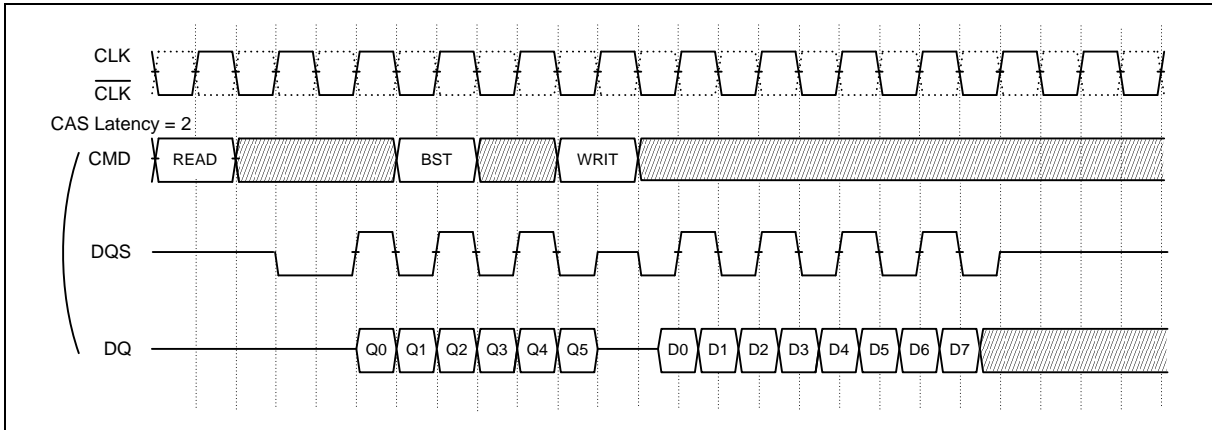 CLK
CLK
CAS Latency = 2
CMD READ BST WRIT
DQS
DQ Q0 Q1 Q2 Q3 Q4 Q5 D0 D1 D2 D3 D4 D5 D6 D7